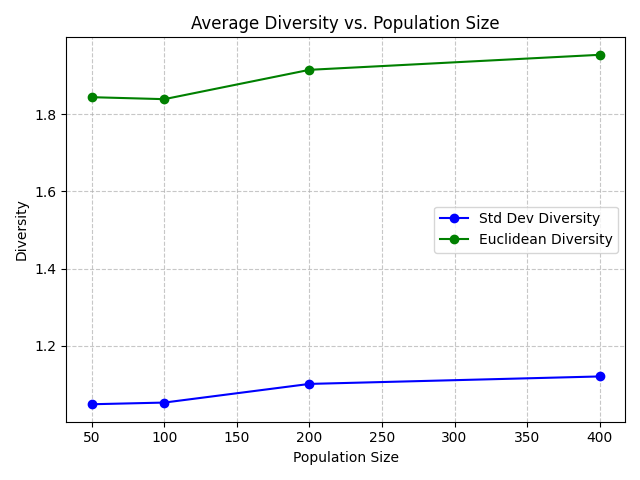 Average Diversity vs. Population Size
Diversity
1.8
1.6
1.4
1.2
Std Dev Diversity
Euclidean Diversity
50 100 150 200 250 300 350 400
Population Size